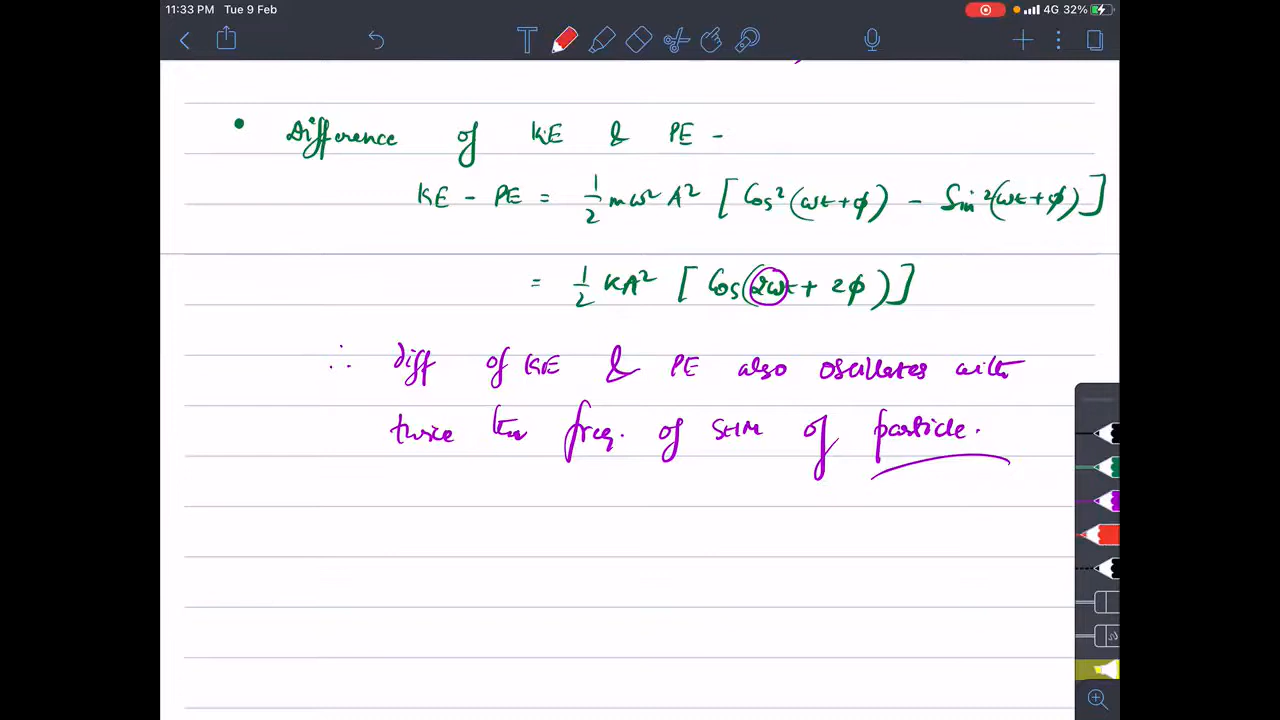 11:33 PM Tue 9 Feb 4G 32%
• Difference of KE & PE -
KE - PE = 1/2 mω² A² [Cos² (ωt+ϕ) - Sin² (ωt+ϕ)]
= 1/2 KA² [Cos(2ωt + 2ϕ)]
∴ diff of KE & PE also oscillates with
twice the freq. of SHM of particle.